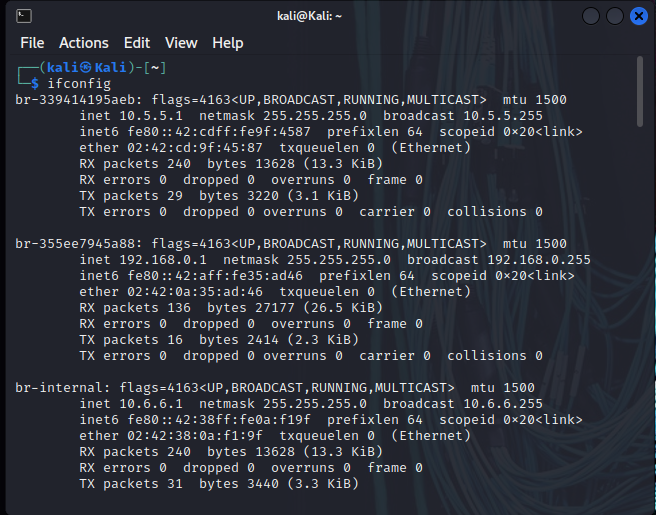 kali@Kali: ~
File Actions Edit View Help
┌──(kali㉿Kali)-[~]
└─$ ifconfig
br-339414195aeb: flags=4163<UP,BROADCAST,RUNNING,MULTICAST>  mtu 1500
        inet 10.5.5.1  netmask 255.255.255.0  broadcast 10.5.5.255
        inet6 fe80::42:cdff:fe9f:4587  prefixlen 64  scopeid 0x20<link>
        ether 02:42:cd:9f:45:87  txqueuelen 0  (Ethernet)
        RX packets 240  bytes 13628 (13.3 KiB)
        RX errors 0  dropped 0  overruns 0  frame 0
        TX packets 29  bytes 3220 (3.1 KiB)
        TX errors 0  dropped 0 overruns 0  carrier 0  collisions 0

br-355ee7945a88: flags=4163<UP,BROADCAST,RUNNING,MULTICAST>  mtu 1500
        inet 192.168.0.1  netmask 255.255.255.0  broadcast 192.168.0.255
        inet6 fe80::42:aff:fe35:ad46  prefixlen 64  scopeid 0x20<link>
        ether 02:42:0a:35:ad:46  txqueuelen 0  (Ethernet)
        RX packets 136  bytes 27177 (26.5 KiB)
        RX errors 0  dropped 0  overruns 0  frame 0
        TX packets 16  bytes 2414 (2.3 KiB)
        TX errors 0  dropped 0 overruns 0  carrier 0  collisions 0

br-internal: flags=4163<UP,BROADCAST,RUNNING,MULTICAST>  mtu 1500
        inet 10.6.6.1  netmask 255.255.255.0  broadcast 10.6.6.255
        inet6 fe80::42:38ff:fe0a:f19f  prefixlen 64  scopeid 0x20<link>
        ether 02:42:38:0a:f1:9f  txqueuelen 0  (Ethernet)
        RX packets 240  bytes 13628 (13.3 KiB)
        RX errors 0  dropped 0  overruns 0  frame 0
        TX packets 31  bytes 3440 (3.3 KiB)